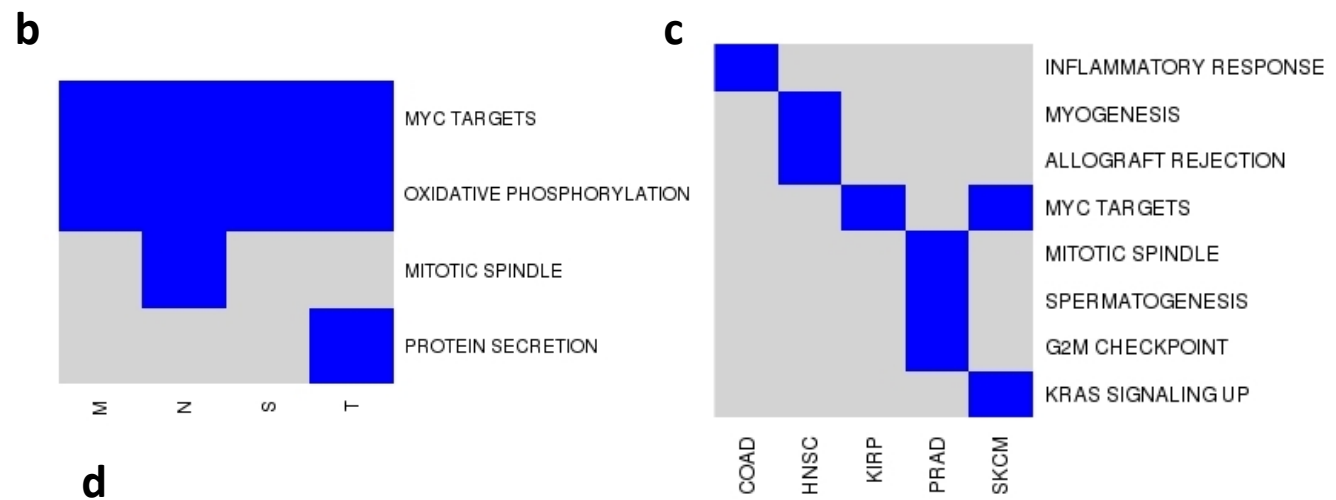 b
MYC TARGETS
OXIDATIVE PHOSPHORYLATION
MITOTIC SPINDLE
PROTEIN SECRETION
M
N
S
T
c
INFLAMMATORY RESPONSE
MYOGENESIS
ALLOGRAFT REJECTION
MYC TARGETS
MITOTIC SPINDLE
SPERMATOGENESIS
G2M CHECKPOINT
KRAS SIGNALING UP
COAD
HNSC
KIRP
PRAD
SKCM
d